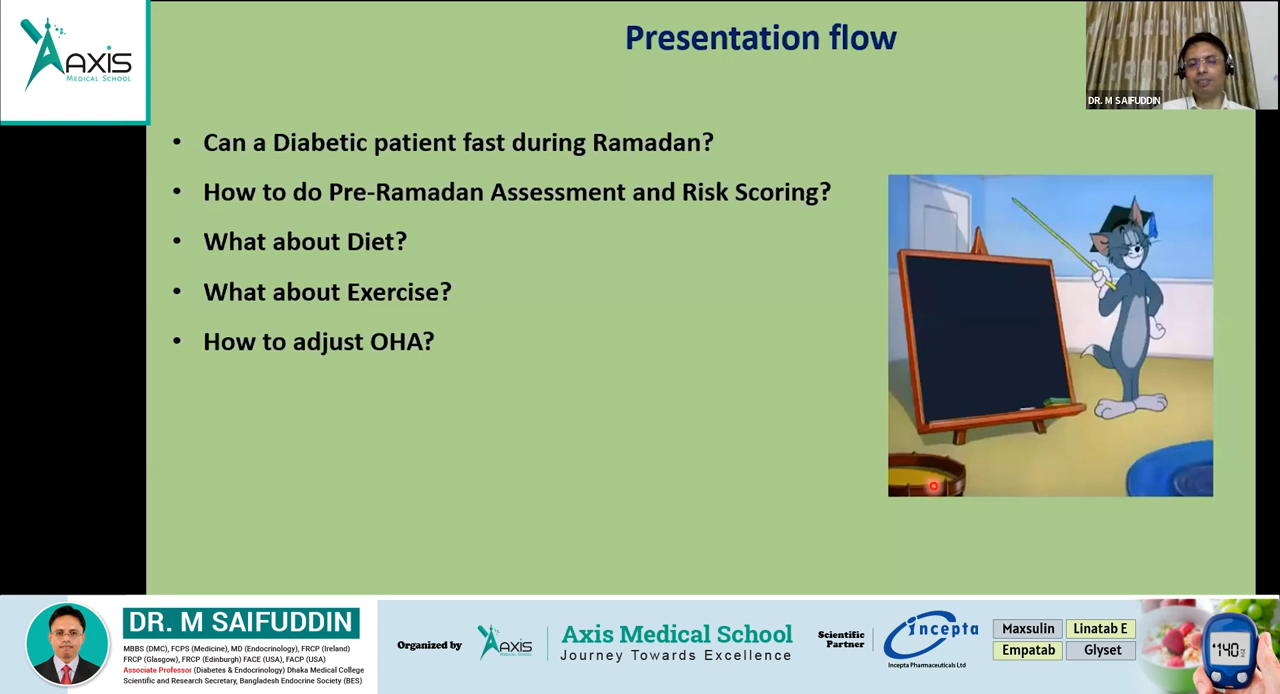 AXIS
MEDICAL SCHOOL
Presentation flow
DR. M SAIFUDDIN
• Can a Diabetic patient fast during Ramadan?
• How to do Pre-Ramadan Assessment and Risk Scoring?
• What about Diet?
• What about Exercise?
• How to adjust OHA?
DR. M SAIFUDDIN
MBBS (DMC), FCPS (Medicine), MD (Endocrinology), FRCP (Ireland)
FRCP (Glasgow), FRCP (Edinburgh) FACE (USA), FACP (USA)
Associate Professor (Diabetes & Endocrinology) Dhaka Medical College
Scientific and Research Secretary, Bangladesh Endocrine Society (BES)
Organized by
AXIS
Axis Medical School
Journey Towards Excellence
Scientific
Partner
incepta
Incepta Pharmaceuticals Ltd
Maxsulin
Linatab E
Empatab
Glyset
140